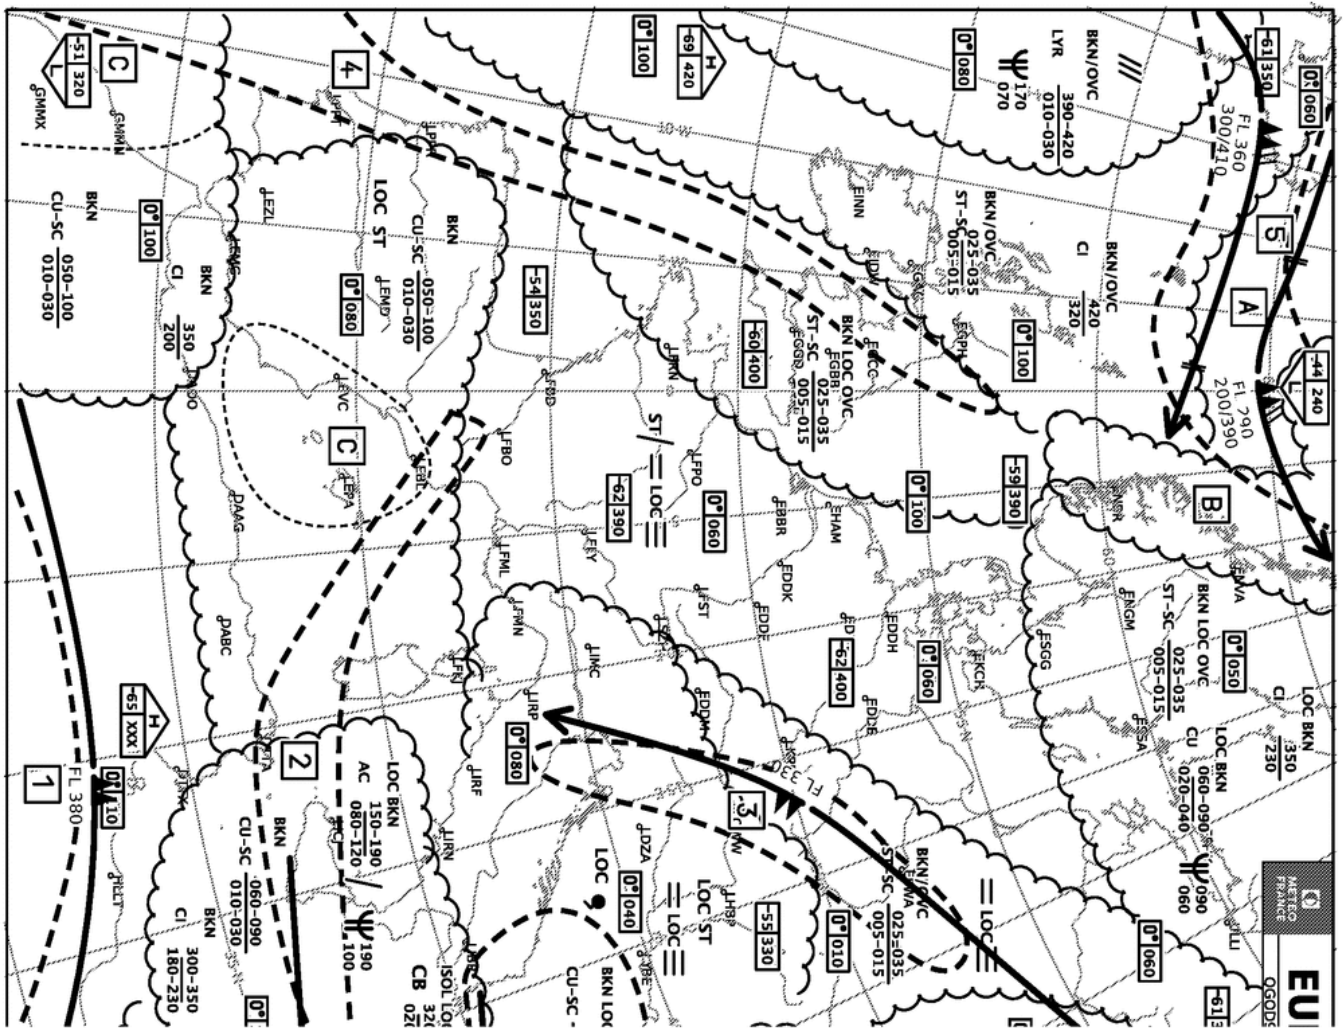 EU
OGODE
METEO
FRANCE
-61 350
0°:060
-44 240
L
5
A
B
FL 360
300/410
FL 290
200/390
BKN/OVC
LYR
390-420
010-030
170
070
0°:080
H
-69 420
0°:100
4
C
-51 320
L
GMMX
GMMN
LEZL
EINN
BKN/OVC
CI
420
320
BKN/OVC
ST-SC
025-035
005-015
0°:100
EGPH
BKN LOC OVC
ST-SC
025-035
005-015
-60 400
-54 350
BKN
CU-SC
050-100
010-030
LOC ST
LEMD
0°:080
0°:100
BKN
CI
350
200
BKN
CU-SC
050-100
010-030
LEVC
C
LEPA
DAAG
DABC
LFBO
LFPO
ST
LOC
-62 390
0°:060
EBBR
EHAM
0°:100
-59 390
EDDK
LFST
LFML
ENGM
ESSA
0°:050
BKN LOC OVC
ST-SC
025-035
005-015
LOC BKN
CI
350
230
LOC BKN
CU
060-090
020-040
090
060
EKCH
0°:060
EDDH
-62 400
LIMC
LIRP
LIRF
LIRN
0°:080
FL 330
3
LDZA
0°:040
LOC
LOC ST
LOC
-55 330
0°:010
BKN/OVC
ST-SC
025-035
005-015
LOC
0°:060
2
LOC BKN
AC
150-190
080-120
190
100
BKN
CU-SC
060-090
010-030
BKN
CI
300-350
180-230
CB
ISOL
BKN
CU-SC
H
-65 XXX
1
FL 380
HLLT